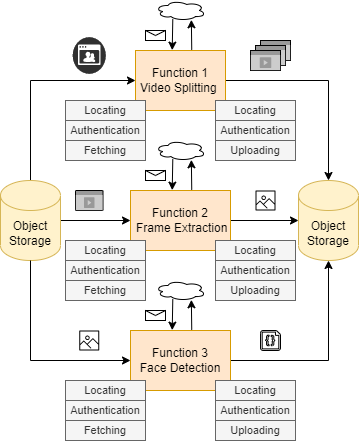 Function 1
Video Splitting
Locating
Authentication
Fetching
Locating
Authentication
Uploading
Object
Storage
Function 2
Frame Extraction
Object
Storage
Locating
Authentication
Fetching
Locating
Authentication
Uploading
Function 3
Face Detection
{}
Locating
Authentication
Fetching
Locating
Authentication
Uploading